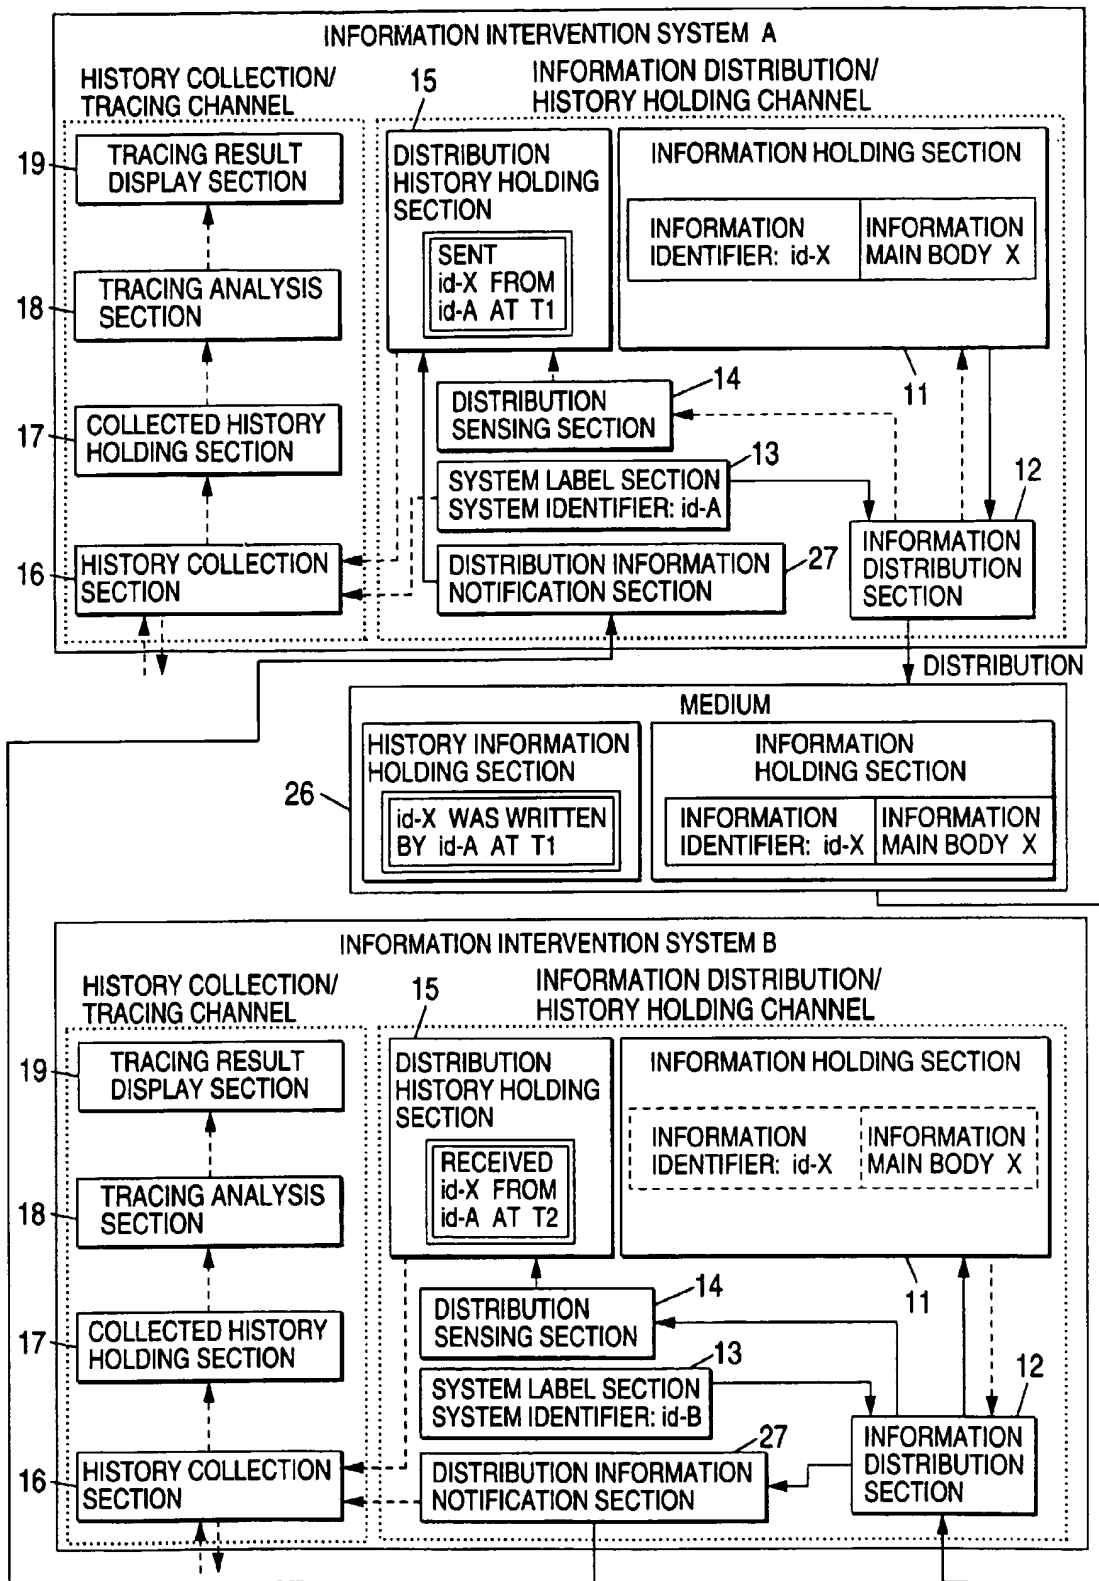 INFORMATION INTERVENTION SYSTEM A
HISTORY COLLECTION/
TRACING CHANNEL
15
INFORMATION DISTRIBUTION/
HISTORY HOLDING CHANNEL
19
TRACING RESULT
DISPLAY SECTION
DISTRIBUTION
HISTORY HOLDING
SECTION
SENT
id-X FROM
id-A AT T1
INFORMATION HOLDING SECTION
INFORMATION
IDENTIFIER: id-X
INFORMATION
MAIN BODY X
18
TRACING ANALYSIS
SECTION
11
14
DISTRIBUTION
SENSING SECTION
17
COLLECTED HISTORY
HOLDING SECTION
13
SYSTEM LABEL SECTION
SYSTEM IDENTIFIER: id-A
12
INFORMATION
DISTRIBUTION
SECTION
16
HISTORY COLLECTION
SECTION
DISTRIBUTION INFORMATION
NOTIFICATION SECTION
27
DISTRIBUTION
MEDIUM
HISTORY INFORMATION
HOLDING SECTION
26
id-X WAS WRITTEN
BY id-A AT T1
INFORMATION
HOLDING SECTION
INFORMATION
IDENTIFIER: id-X
INFORMATION
MAIN BODY X
INFORMATION INTERVENTION SYSTEM B
HISTORY COLLECTION/
TRACING CHANNEL
15
INFORMATION DISTRIBUTION/
HISTORY HOLDING CHANNEL
19
TRACING RESULT
DISPLAY SECTION
DISTRIBUTION
HISTORY HOLDING
SECTION
RECEIVED
id-X FROM
id-A AT T2
INFORMATION HOLDING SECTION
INFORMATION
IDENTIFIER: id-X
INFORMATION
MAIN BODY X
18
TRACING ANALYSIS
SECTION
11
14
DISTRIBUTION
SENSING SECTION
17
COLLECTED HISTORY
HOLDING SECTION
13
SYSTEM LABEL SECTION
SYSTEM IDENTIFIER: id-B
12
INFORMATION
DISTRIBUTION
SECTION
16
HISTORY COLLECTION
SECTION
27
DISTRIBUTION INFORMATION
NOTIFICATION SECTION